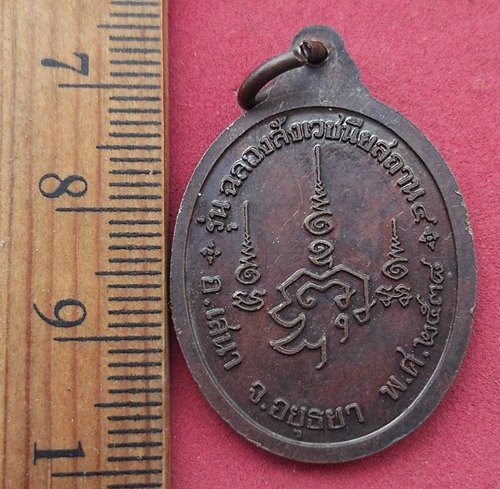 รุ่น ฉลองสังเวชนียสถาน ๔
อ.เสนา จ.อยุธยา พ.ศ.๒๕๓๘
7
8
9
1